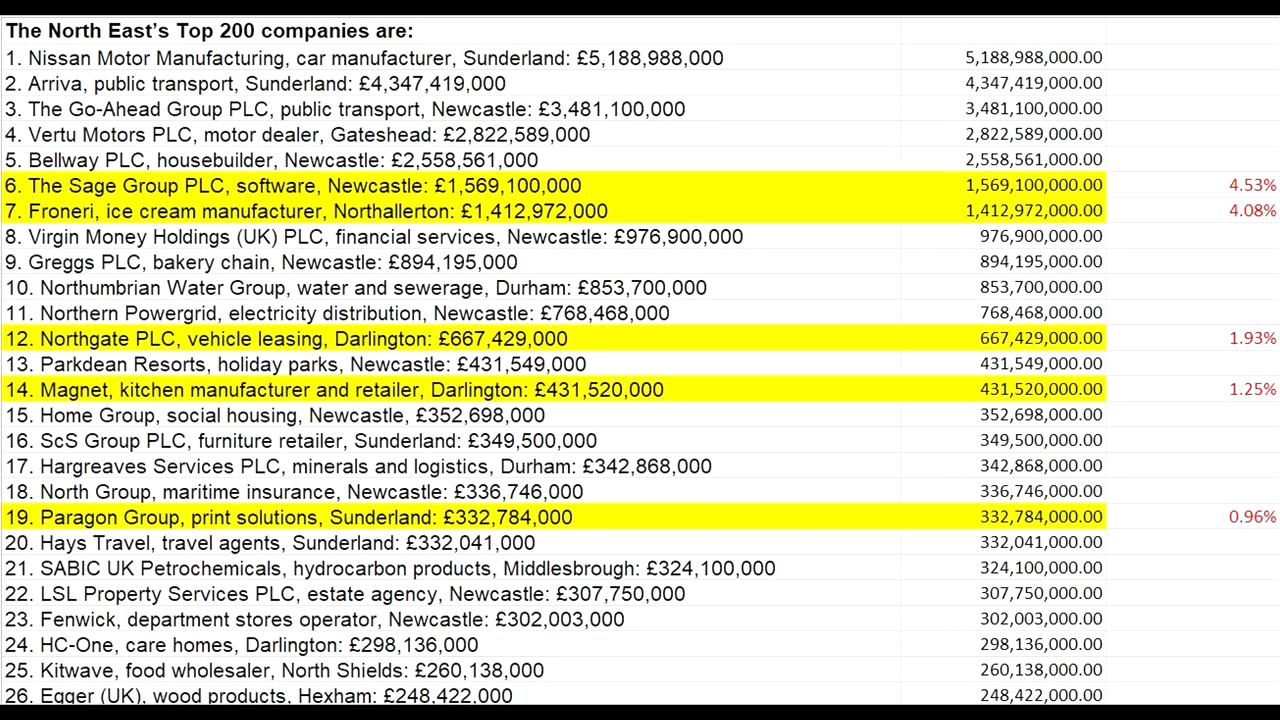 The North East’s Top 200 companies are:
1. Nissan Motor Manufacturing, car manufacturer, Sunderland: £5,188,988,000 5,188,988,000.00
2. Arriva, public transport, Sunderland: £4,347,419,000 4,347,419,000.00
3. The Go-Ahead Group PLC, public transport, Newcastle: £3,481,100,000 3,481,100,000.00
4. Vertu Motors PLC, motor dealer, Gateshead: £2,822,589,000 2,822,589,000.00
5. Bellway PLC, housebuilder, Newcastle: £2,558,561,000 2,558,561,000.00
6. The Sage Group PLC, software, Newcastle: £1,569,100,000 1,569,100,000.00 4.53%
7. Froneri, ice cream manufacturer, Northallerton: £1,412,972,000 1,412,972,000.00 4.08%
8. Virgin Money Holdings (UK) PLC, financial services, Newcastle: £976,900,000 976,900,000.00
9. Greggs PLC, bakery chain, Newcastle: £894,195,000 894,195,000.00
10. Northumbrian Water Group, water and sewerage, Durham: £853,700,000 853,700,000.00
11. Northern Powergrid, electricity distribution, Newcastle: £768,468,000 768,468,000.00
12. Northgate PLC, vehicle leasing, Darlington: £667,429,000 667,429,000.00 1.93%
13. Parkdean Resorts, holiday parks, Newcastle: £431,549,000 431,549,000.00
14. Magnet, kitchen manufacturer and retailer, Darlington: £431,520,000 431,520,000.00 1.25%
15. Home Group, social housing, Newcastle, £352,698,000 352,698,000.00
16. ScS Group PLC, furniture retailer, Sunderland: £349,500,000 349,500,000.00
17. Hargreaves Services PLC, minerals and logistics, Durham: £342,868,000 342,868,000.00
18. North Group, maritime insurance, Newcastle: £336,746,000 336,746,000.00
19. Paragon Group, print solutions, Sunderland: £332,784,000 332,784,000.00 0.96%
20. Hays Travel, travel agents, Sunderland: £332,041,000 332,041,000.00
21. SABIC UK Petrochemicals, hydrocarbon products, Middlesbrough: £324,100,000 324,100,000.00
22. LSL Property Services PLC, estate agency, Newcastle: £307,750,000 307,750,000.00
23. Fenwick, department stores operator, Newcastle: £302,003,000 302,003,000.00
24. HC-One, care homes, Darlington: £298,136,000 298,136,000.00
25. Kitwave, food wholesaler, North Shields: £260,138,000 260,138,000.00
26. Egger (UK), wood products, Hexham: £248,422,000 248,422,000.00